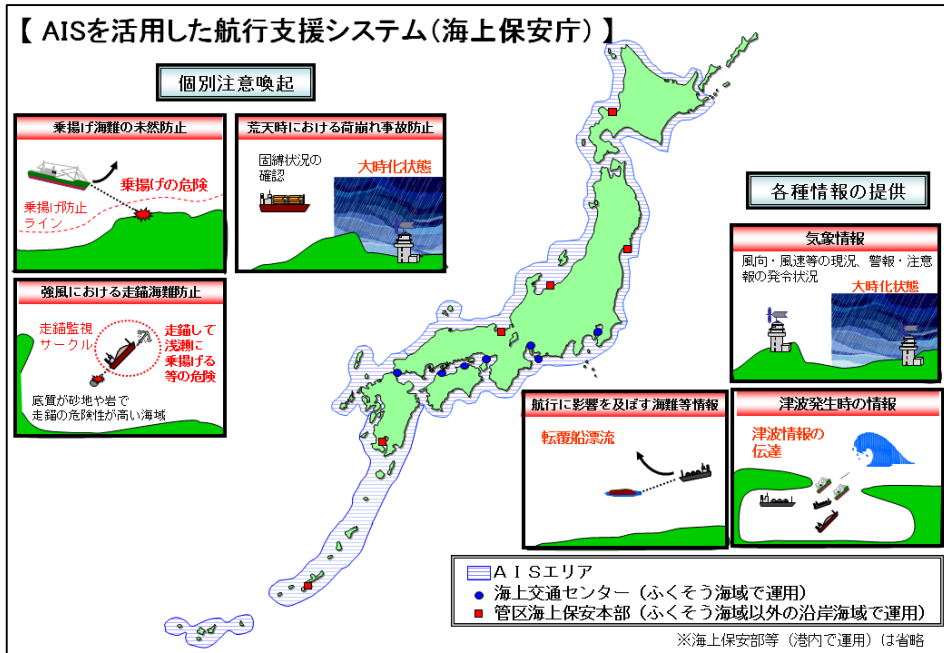 【 AISを活用した航行支援システム(海上保安庁) 】
個別注意喚起
乗揚げ海難の未然防止
乗揚げの危険
乗揚げ防止
ライン
荒天時における荷崩れ事故防止
固縛状況の
確認
大時化状態
強風における走錨海難防止
走錨監視
サークル
走錨して
浅瀬に
乗揚げる
等の危険
底質が砂地や岩で
走錨の危険性が高い海域
各種情報の提供
気象情報
風向・風速等の現況、警報・注意
報の発令状況
大時化状態
航行に影響を及ぼす海難等情報
転覆船漂流
津波発生時の情報
津波情報の
伝達
AISエリア
海上交通センター(ふくそう海域で運用)
管区海上保安本部(ふくそう海域以外の沿岸海域で運用)
※海上保安部等(港内で運用)は省略